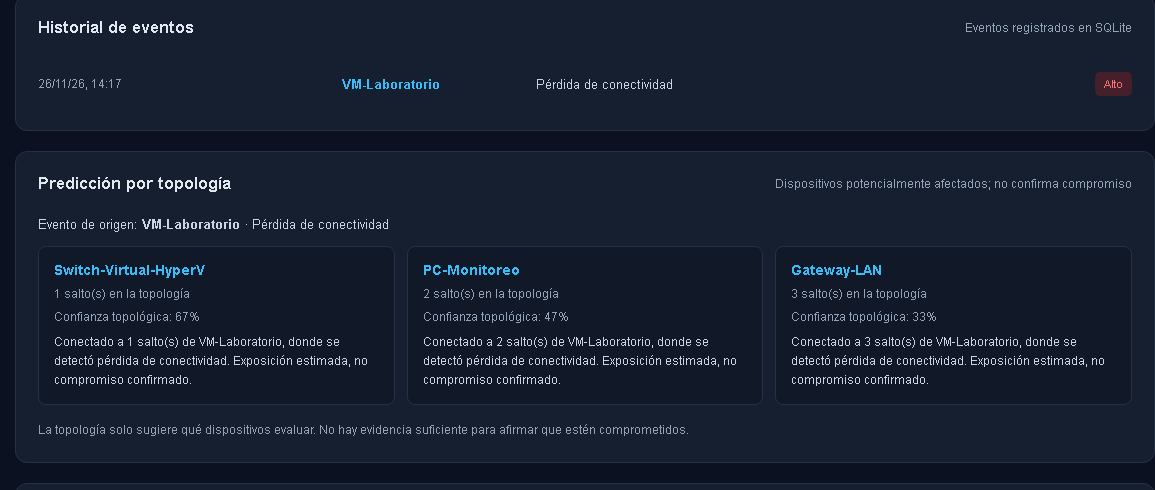 Historial de eventos
Eventos registrados en SQLite
26/11/26, 14:17
VM-Laboratorio
Pérdida de conectividad
Alto
Predicción por topología
Dispositivos potencialmente afectados; no confirma compromiso
Evento de origen: VM-Laboratorio · Pérdida de conectividad
Switch-Virtual-HyperV
1 salto(s) en la topología
Confianza topológica: 67%
Conectado a 1 salto(s) de VM-Laboratorio, donde se
detectó pérdida de conectividad. Exposición estimada, no
compromiso confirmado.
PC-Monitoreo
2 salto(s) en la topología
Confianza topológica: 47%
Conectado a 2 salto(s) de VM-Laboratorio, donde se
detectó pérdida de conectividad. Exposición estimada, no
compromiso confirmado.
Gateway-LAN
3 salto(s) en la topología
Confianza topológica: 33%
Conectado a 3 salto(s) de VM-Laboratorio, donde se
detectó pérdida de conectividad. Exposición estimada, no
compromiso confirmado.
La topología solo sugiere qué dispositivos evaluar. No hay evidencia suficiente para afirmar que estén comprometidos.